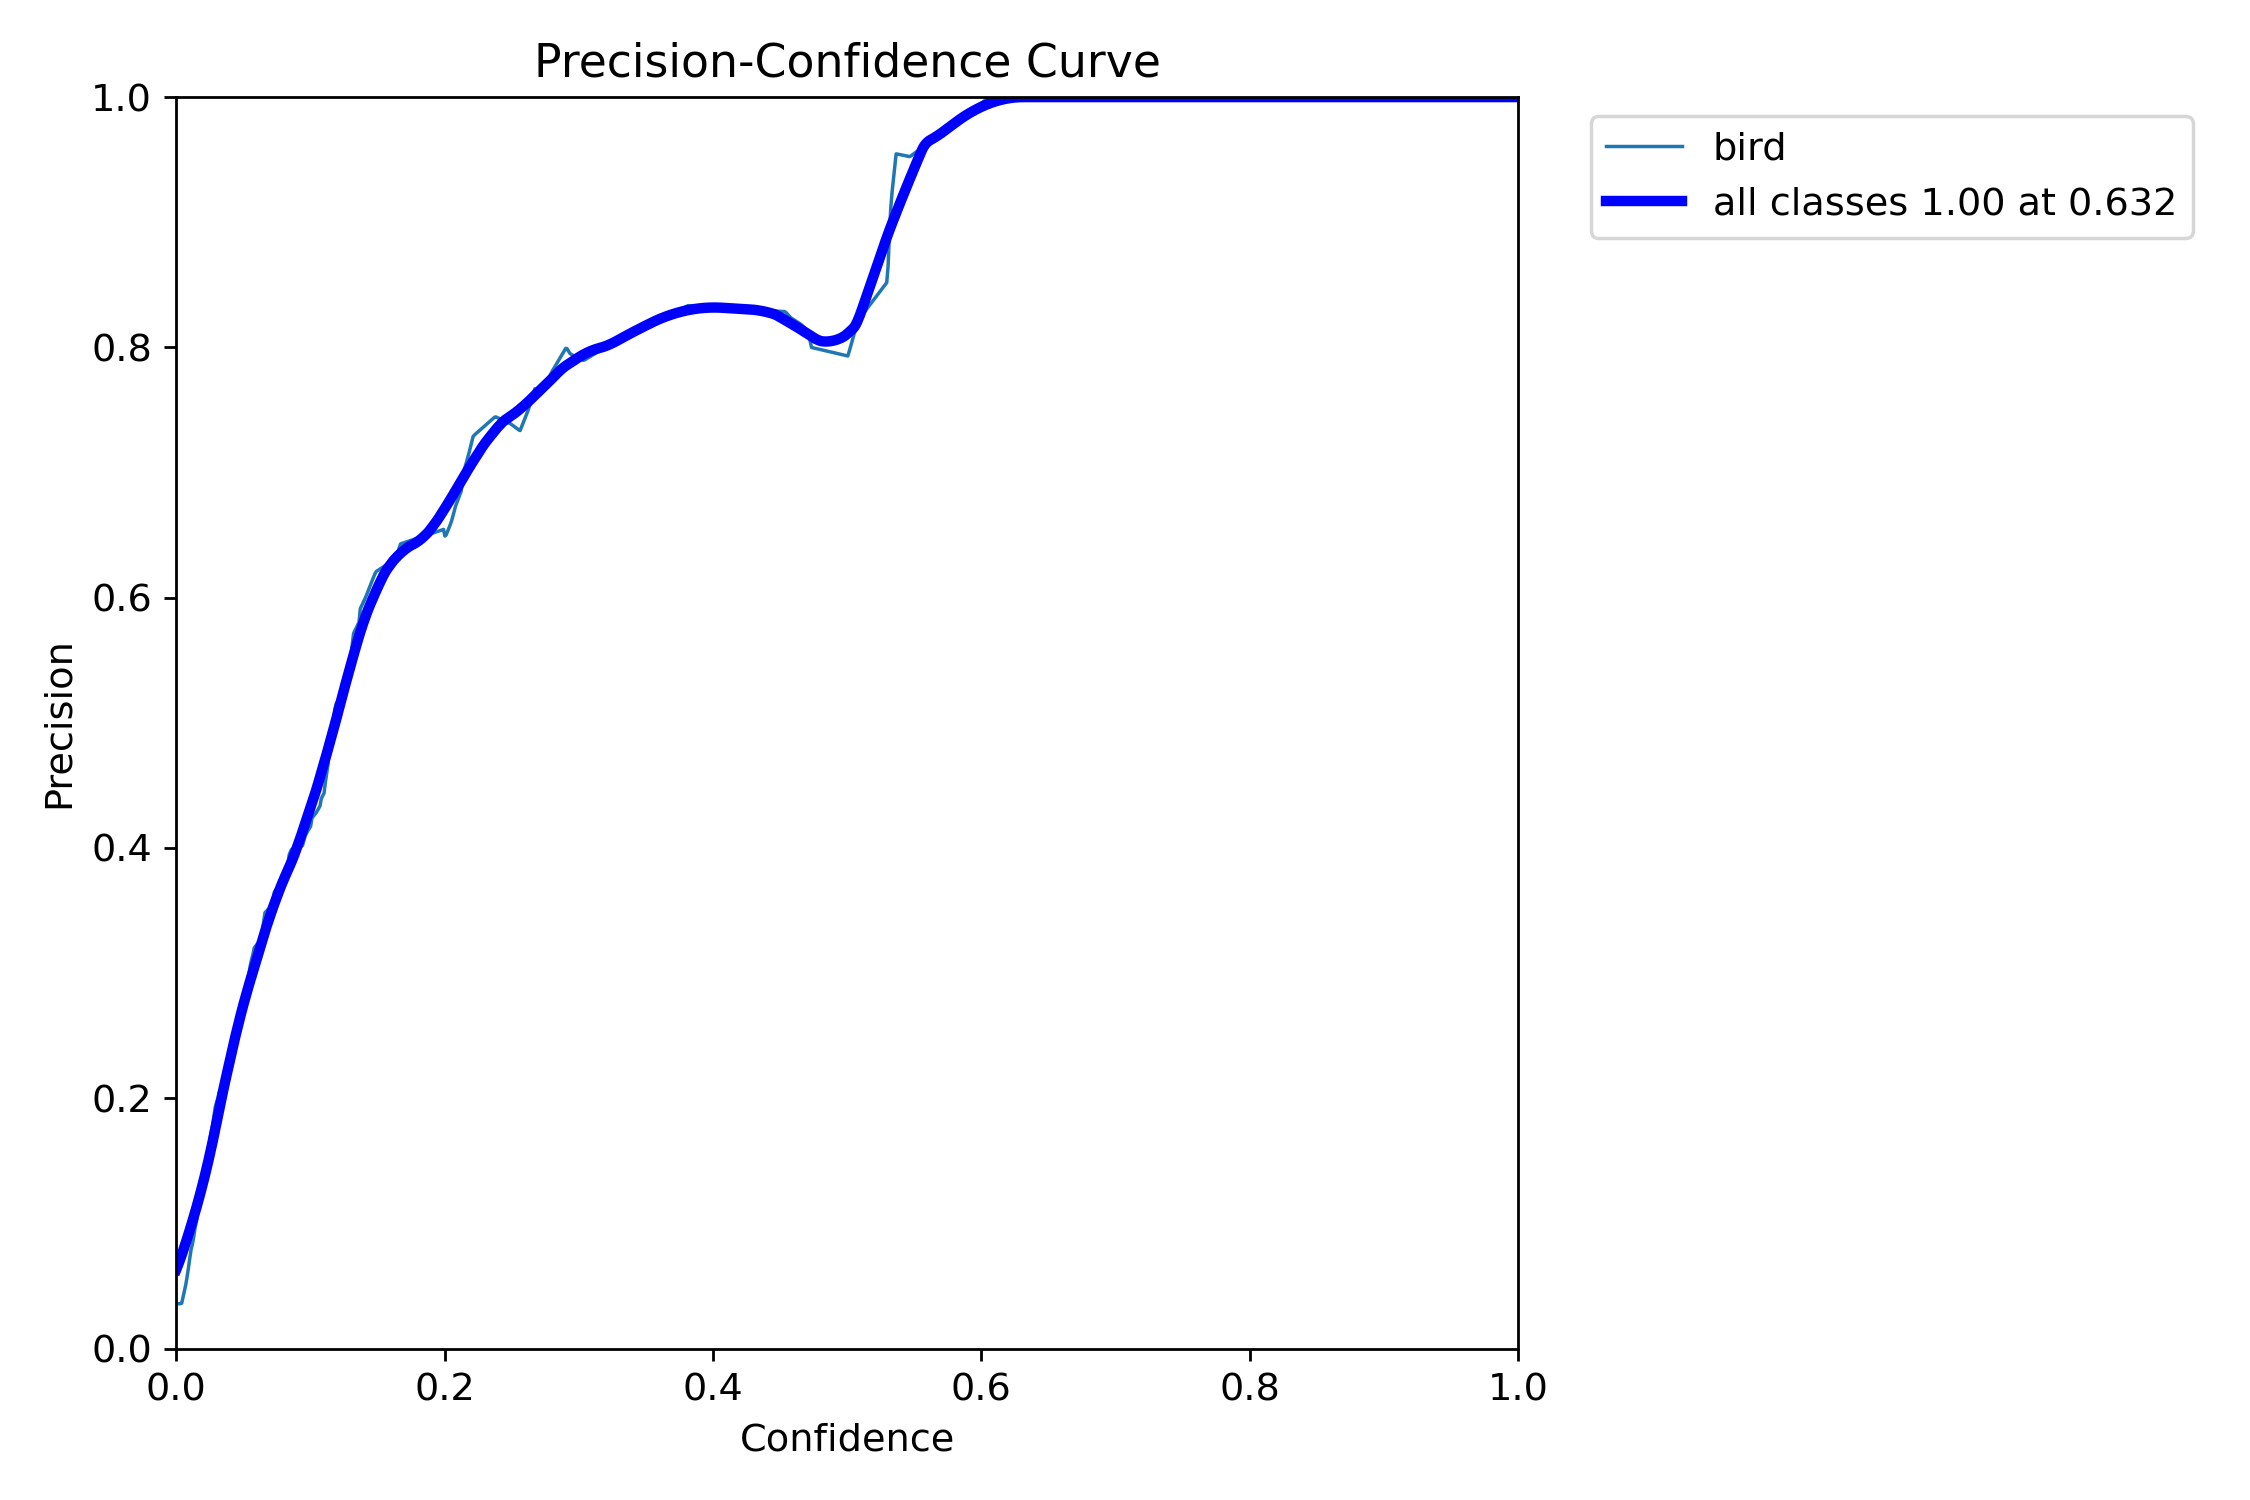 Precision-Confidence Curve
1.0
0.8
0.6
0.4
0.2
0.0
Precision
0.0 0.2 0.4 0.6 0.8 1.0
Confidence
bird
all classes 1.00 at 0.632